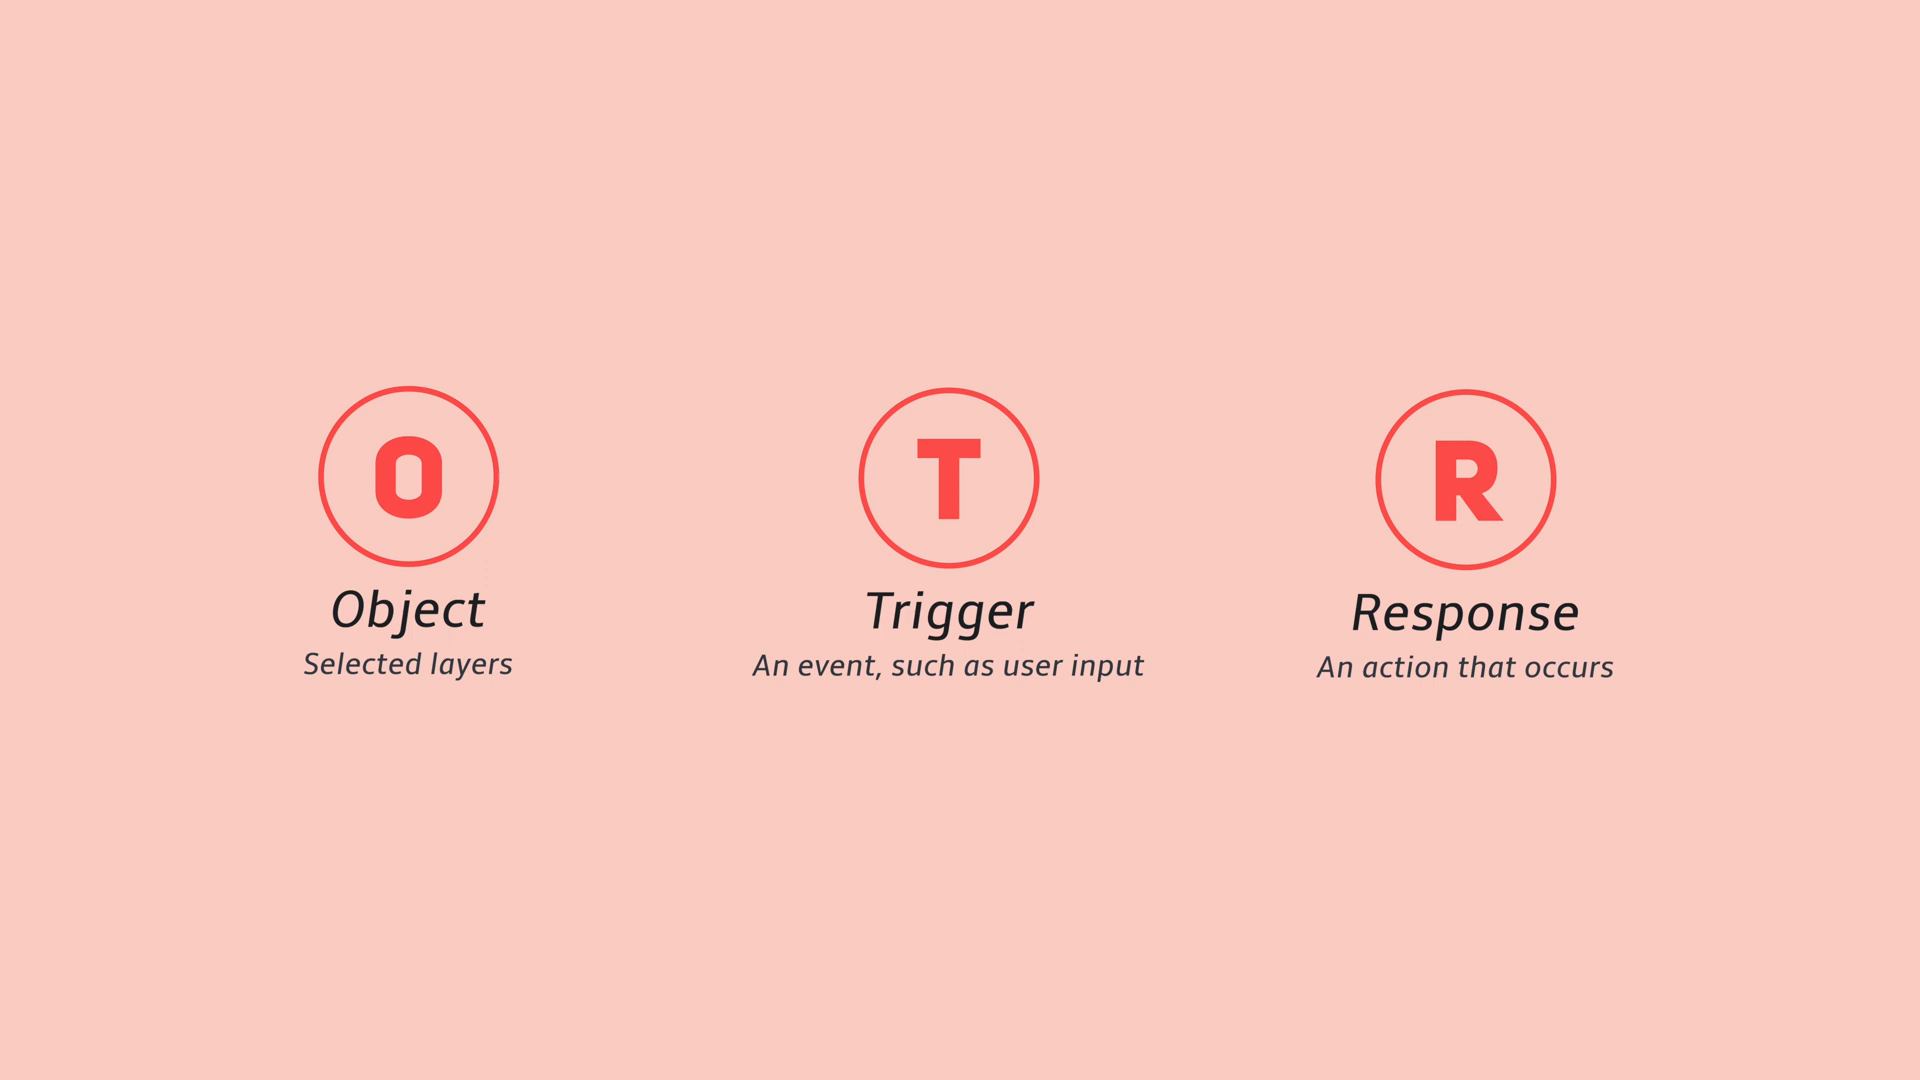 O
Object
Selected layers
T
Trigger
An event, such as user input
R
Response
An action that occurs